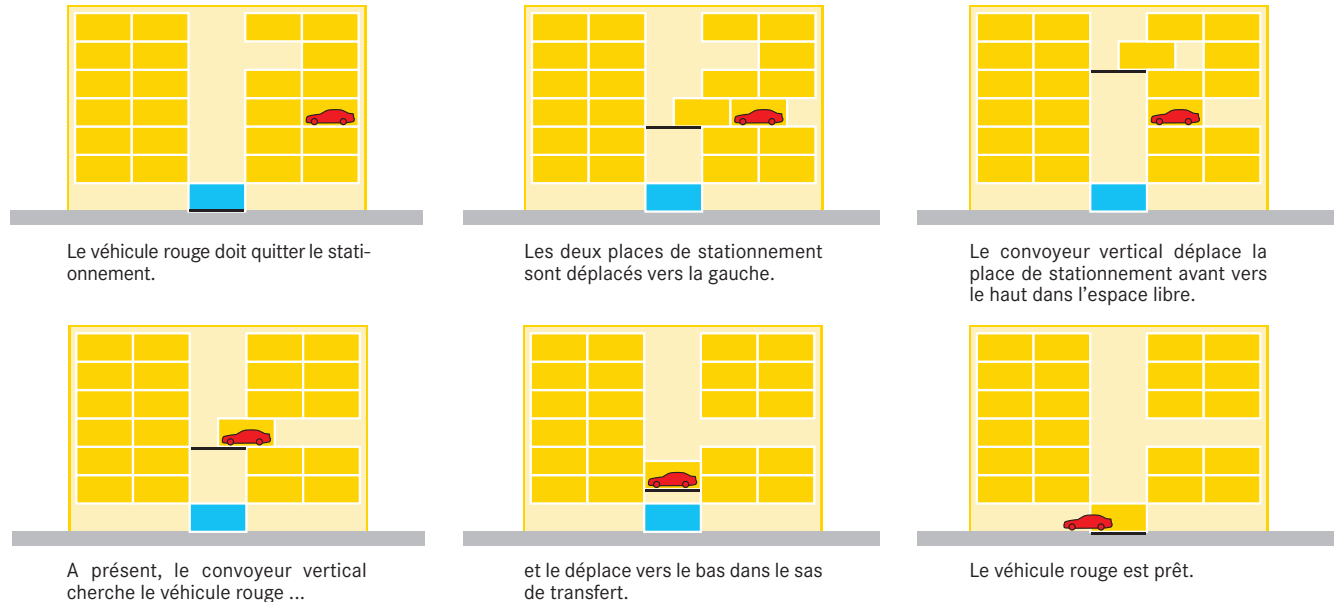 Le véhicule rouge doit quitter le stati-
onnement.
Les deux places de stationnement
sont déplacés vers la gauche.
Le convoyeur vertical déplace la
place de stationnement avant vers
le haut dans l'espace libre.
A présent, le convoyeur vertical
cherche le véhicule rouge ...
et le déplace vers le bas dans le sas
de transfert.
Le véhicule rouge est prêt.